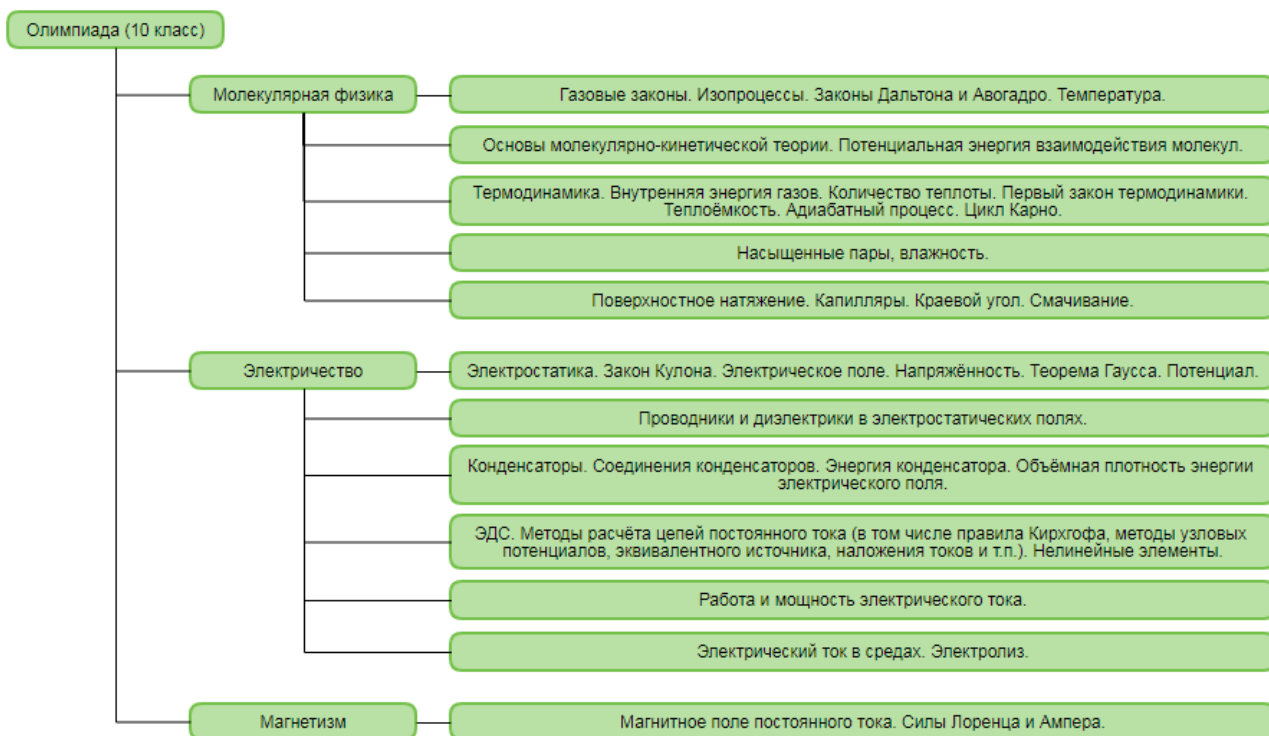 Олимпиада (10 класс)
Молекулярная физика
Газовые законы. Изопроцессы. Законы Дальтона и Авогадро. Температура.
Основы молекулярно-кинетической теории. Потенциальная энергия взаимодействия молекул.
Термодинамика. Внутренняя энергия газов. Количество теплоты. Первый закон термодинамики.
Теплоёмкость. Адиабатный процесс. Цикл Карно.
Насыщенные пары, влажность.
Поверхностное натяжение. Капилляры. Краевой угол. Смачивание.
Электричество
Электростатика. Закон Кулона. Электрическое поле. Напряжённость. Теорема Гаусса. Потенциал.
Проводники и диэлектрики в электростатических полях.
Конденсаторы. Соединения конденсаторов. Энергия конденсатора. Объёмная плотность энергии
электрического поля.
ЭДС. Методы расчёта цепей постоянного тока (в том числе правила Кирхгофа, методы узловых
потенциалов, эквивалентного источника, наложения токов и т.п.). Нелинейные элементы.
Работа и мощность электрического тока.
Электрический ток в средах. Электролиз.
Магнетизм
Магнитное поле постоянного тока. Силы Лоренца и Ампера.